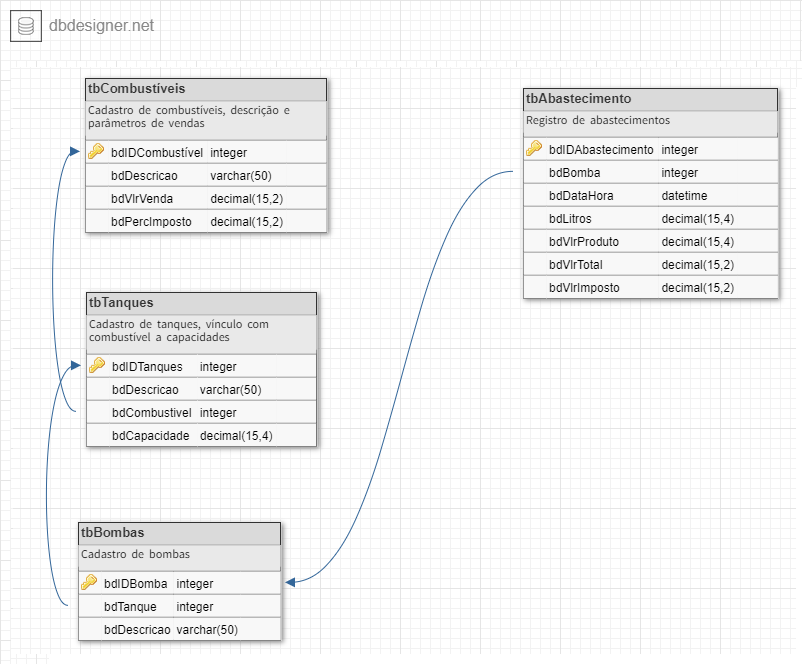 dbdesigner.net
tbCombustíveis
Cadastro de combustíveis, descrição e
parâmetros de vendas
bdIDCombustível integer
bdDescricao varchar(50)
bdVlrVenda decimal(15,2)
bdPercImposto decimal(15,2)
tbTanques
Cadastro de tanques, vínculo com
combustível a capacidades
bdIDTanques integer
bdDescricao varchar(50)
bdCombustivel integer
bdCapacidade decimal(15,4)
tbBombas
Cadastro de bombas
bdIDBomba integer
bdTanque integer
bdDescricao varchar(50)
tbAbastecimento
Registro de abastecimentos
bdIDAbastecimento integer
bdBomba integer
bdDataHora datetime
bdLitros decimal(15,4)
bdVlrProduto decimal(15,4)
bdVlrTotal decimal(15,2)
bdVlrImposto decimal(15,2)